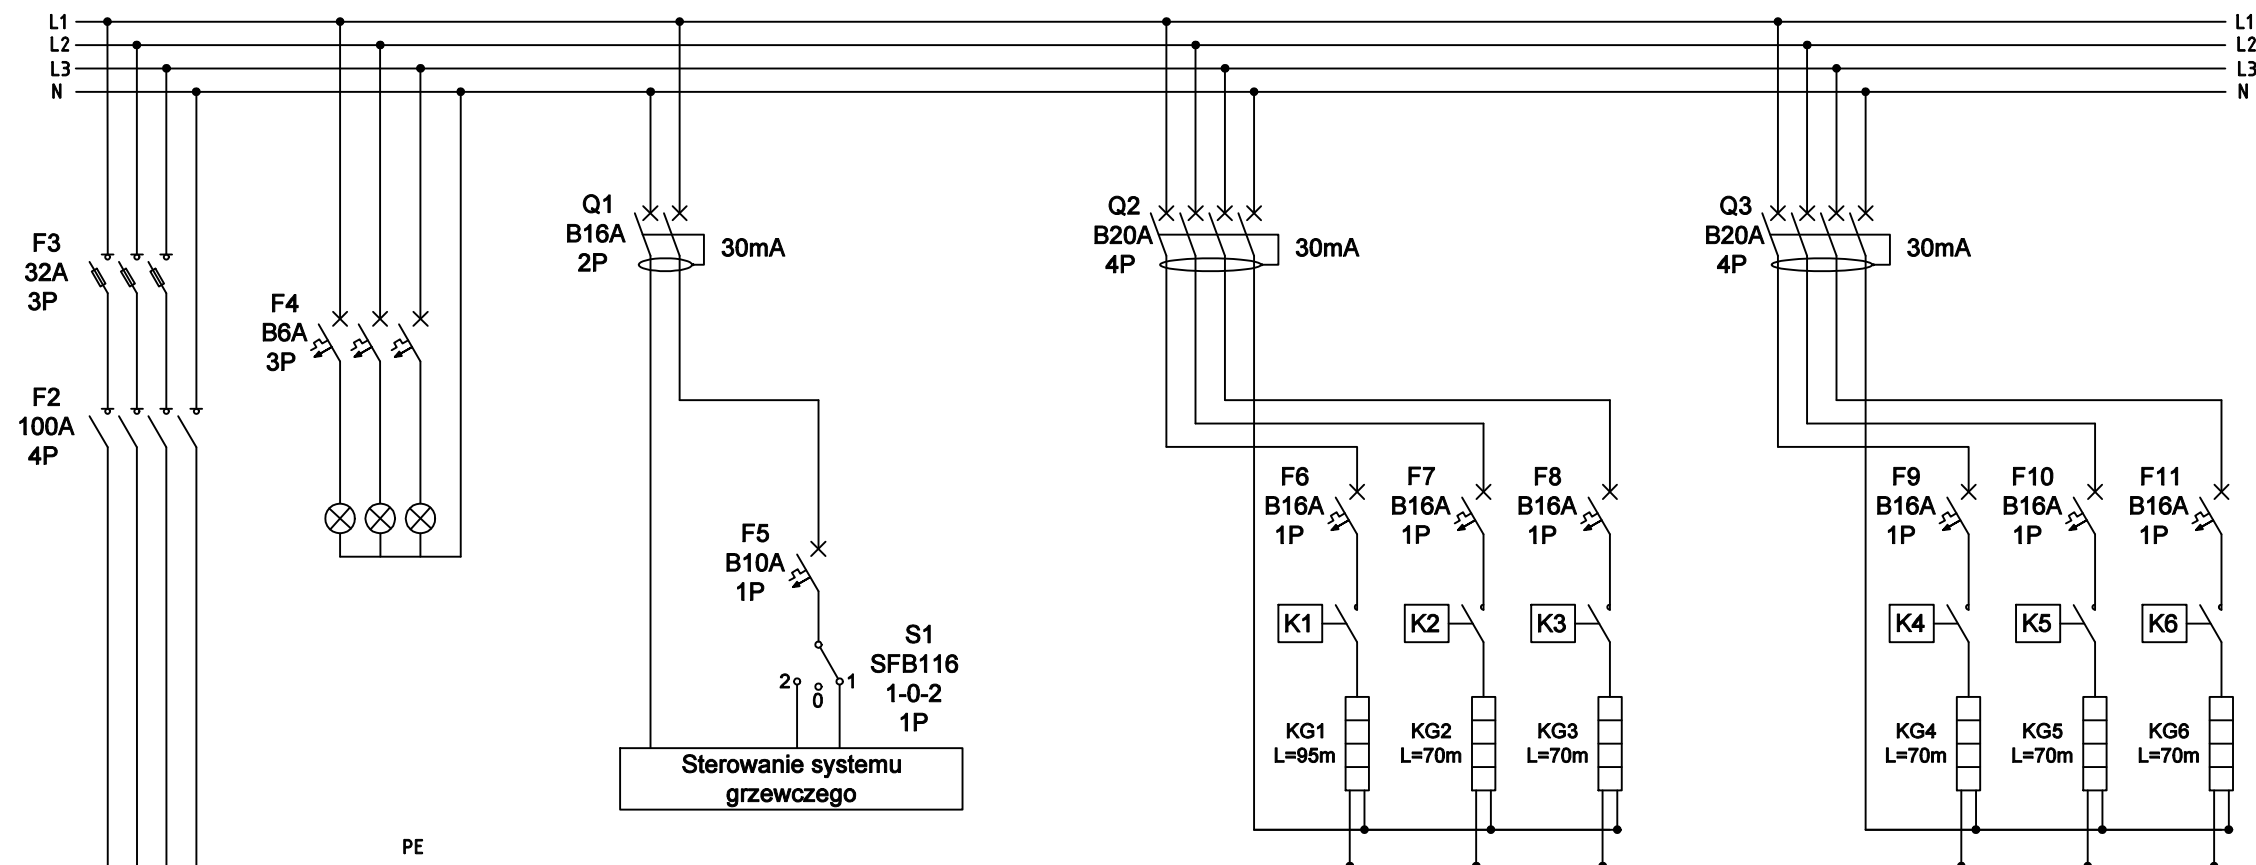 L1
L2
L3
N
L1
L2
L3
N
F3
32A
3P
F2
100A
4P
F4
B6A
3P
Q1
B16A
2P
30mA
F5
B10A
1P
S1
SFB116
1-0-2
1P
2
0
1
Sterowanie systemu
grzewczego
PE
Q2
B20A
4P
30mA
F6
B16A
1P
F7
B16A
1P
F8
B16A
1P
K1
K2
K3
KG1
L=95m
KG2
L=70m
KG3
L=70m
Q3
B20A
4P
30mA
F9
B16A
1P
F10
B16A
1P
F11
B16A
1P
K4
K5
K6
KG4
L=70m
KG5
L=70m
KG6
L=70m